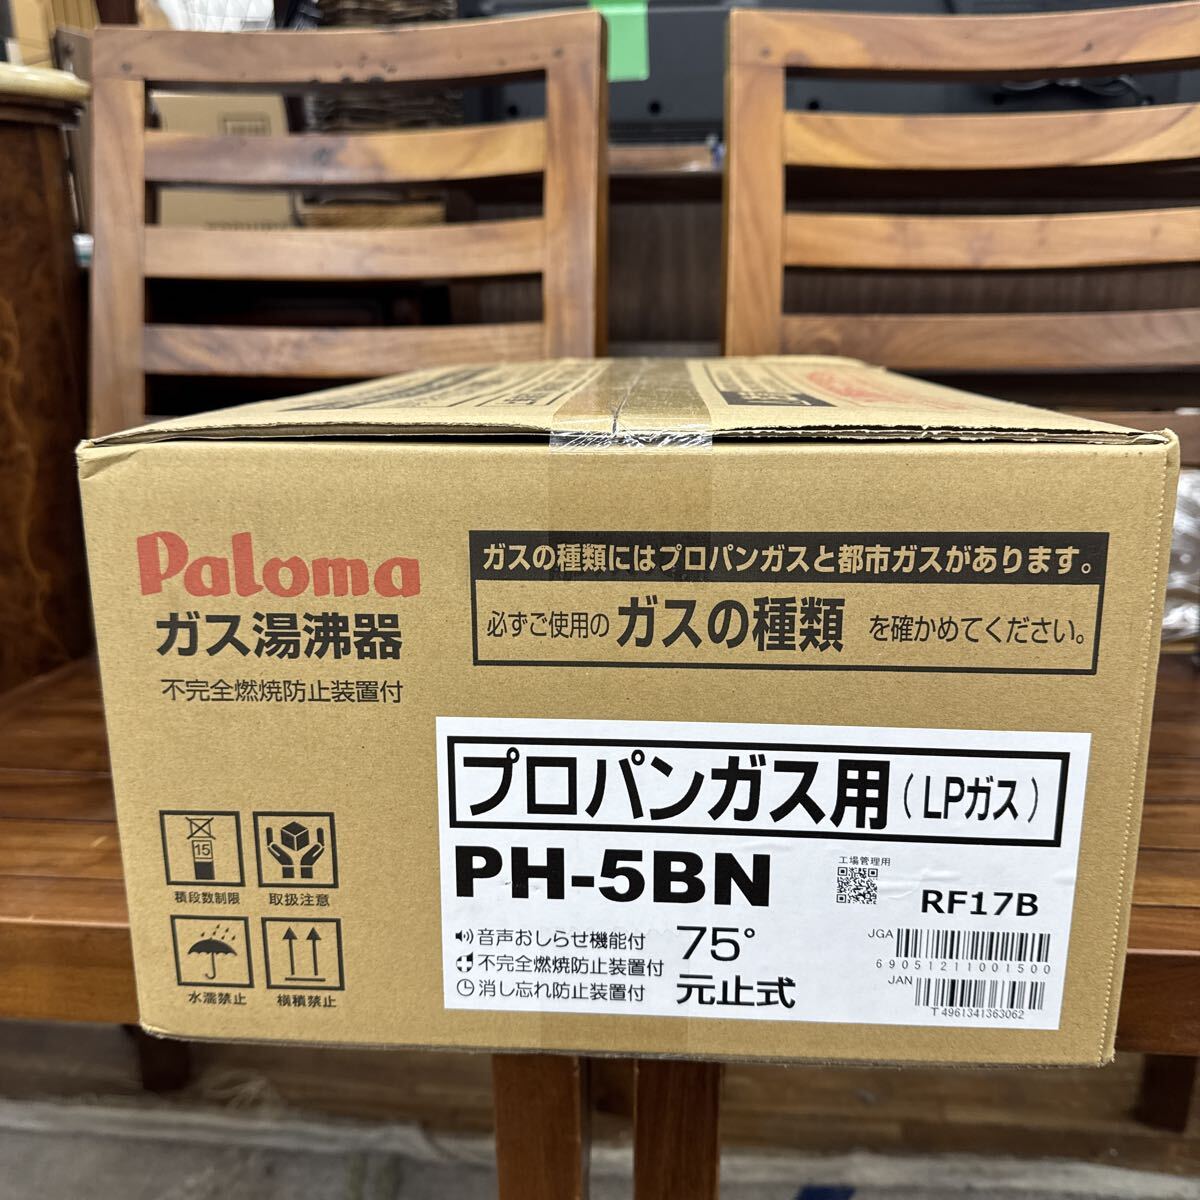 Paloma
ガス湯沸器
不完全燃焼防止装置付
ガスの種類にはプロパンガスと都市ガスがあります。
必ずご使用の ガスの種類 を確かめてください。
プロパンガス用(LPガス)
PH-5BN
工場管理用
RF17B
音声おしらせ機能付
不完全燃焼防止装置付
消し忘れ防止装置付
75°
元止式
JGA
69051211001500
JAN
T4961341363062
15
積段数制限
取扱注意
水濡禁止
横積禁止